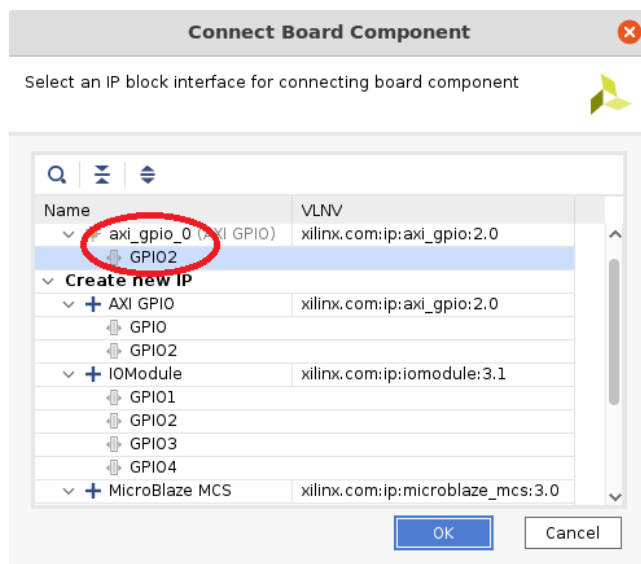 Connect Board Component
Select an IP block interface for connecting board component
Name VLNV
axi_gpio_0 (AXI GPIO) xilinx.com:ip:axi_gpio:2.0
GPIO2
Create new IP
AXI GPIO xilinx.com:ip:axi_gpio:2.0
GPIO
GPIO2
IOModule xilinx.com:ip:iomodule:3.1
GPIO1
GPIO2
GPIO3
GPIO4
MicroBlaze MCS xilinx.com:ip:microblaze_mcs:3.0
OK Cancel